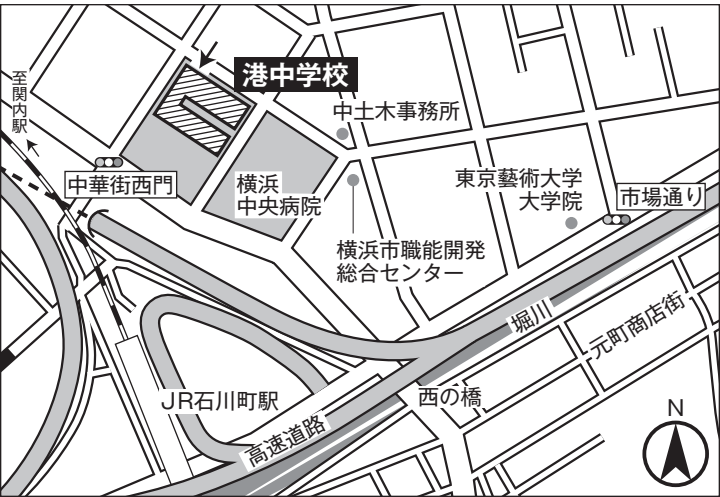 港中学校
至関内駅
中土木事務所
中華街西門
横浜
中央病院
東京藝術大学
大学院
市場通り
横浜市職能開発
総合センター
堀川
元町商店街
JR石川町駅
西の橋
高速道路
N